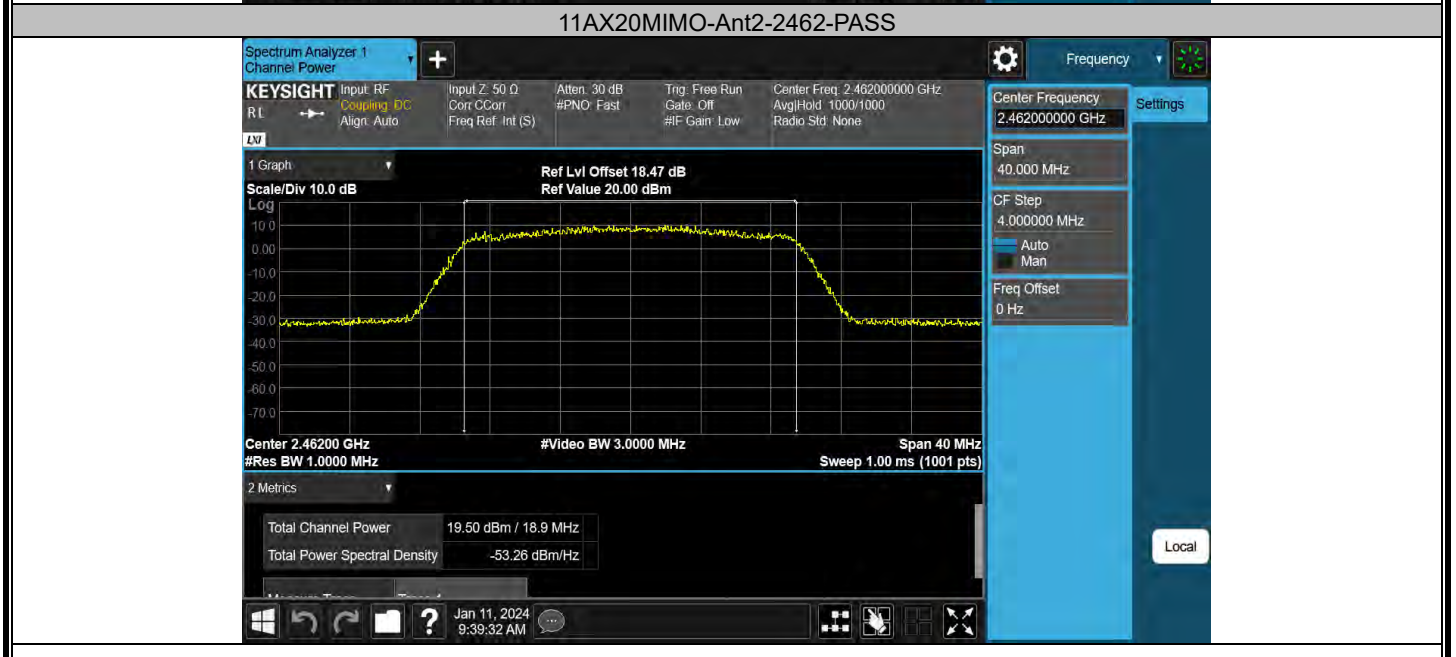 11AX20MIMO-Ant2-2462-PASS
Spectrum Analyzer 1
Channel Power
+
Frequency
KEYSIGHT
RL
LXI
Input: RF
Coupling: DC
Align: Auto
Input Z: 50 Ω
Corr CCorr
Freq Ref: Int (S)
Atten: 30 dB
#PNO: Fast
Trig: Free Run
Gate: Off
#IF Gain: Low
Center Freq: 2.462000000 GHz
Avg|Hold: 1000/1000
Radio Std: None
Center Frequency
2.462000000 GHz
Settings
Span
40.000 MHz
CF Step
4.000000 MHz
Auto
Man
Freq Offset
0 Hz
1 Graph
Scale/Div 10.0 dB
Ref Lvl Offset 18.47 dB
Ref Value 20.00 dBm
Log
10.0
0.00
-10.0
-20.0
-30.0
-40.0
-50.0
-60.0
-70.0
Center 2.46200 GHz
#Video BW 3.0000 MHz
Span 40 MHz
#Res BW 1.0000 MHz
Sweep 1.00 ms (1001 pts)
2 Metrics
Total Channel Power 19.50 dBm / 18.9 MHz
Total Power Spectral Density -53.26 dBm/Hz
Local
?
Jan 11, 2024
9:39:32 AM